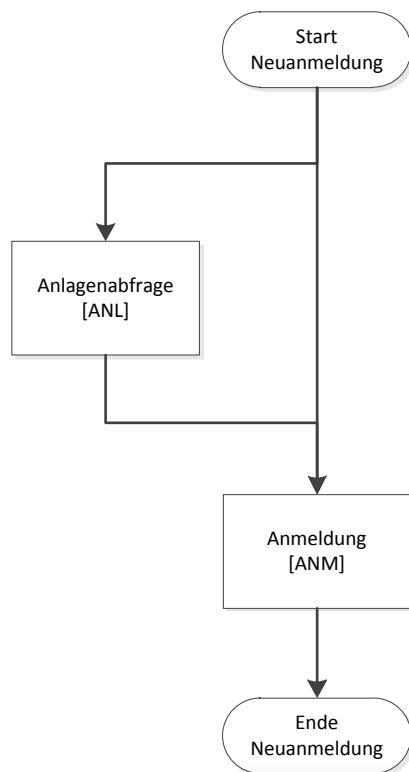 Start
Neuanmeldung
Anlagenabfrage
[ANL]
Anmeldung
[ANM]
Ende
Neuanmeldung